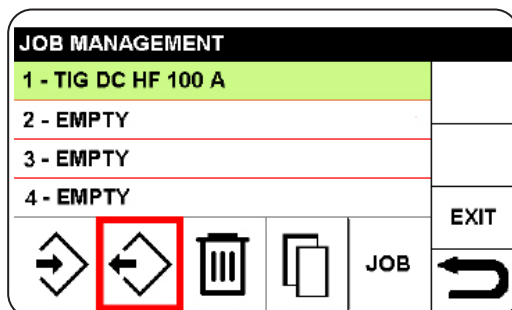 JOB MANAGEMENT
1 - TIG DC HF 100 A
2 - EMPTY
3 - EMPTY
4 - EMPTY
EXIT
JOB